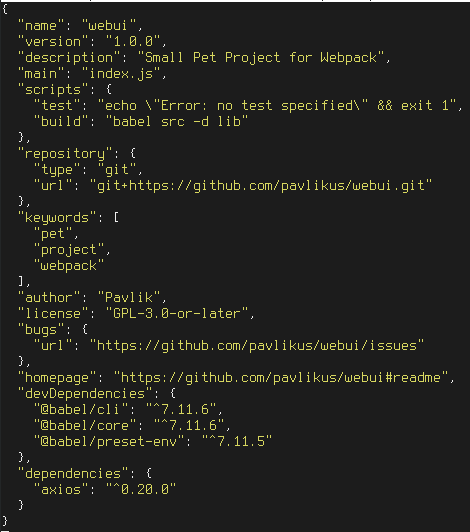 {
  "name": "webui",
  "version": "1.0.0",
  "description": "Small Pet Project for Webpack",
  "main": "index.js",
  "scripts": {
    "test": "echo \"Error: no test specified\" && exit 1",
    "build": "babel src -d lib"
  },
  "repository": {
    "type": "git",
    "url": "git+https://github.com/pavlikus/webui.git"
  },
  "keywords": [
    "pet",
    "project",
    "webpack"
  ],
  "author": "Pavlik",
  "license": "GPL-3.0-or-later",
  "bugs": {
    "url": "https://github.com/pavlikus/webui/issues"
  },
  "homepage": "https://github.com/pavlikus/webui#readme",
  "devDependencies": {
    "@babel/cli": "^7.11.6",
    "@babel/core": "^7.11.6",
    "@babel/preset-env": "^7.11.5"
  },
  "dependencies": {
    "axios": "^0.20.0"
  }
}